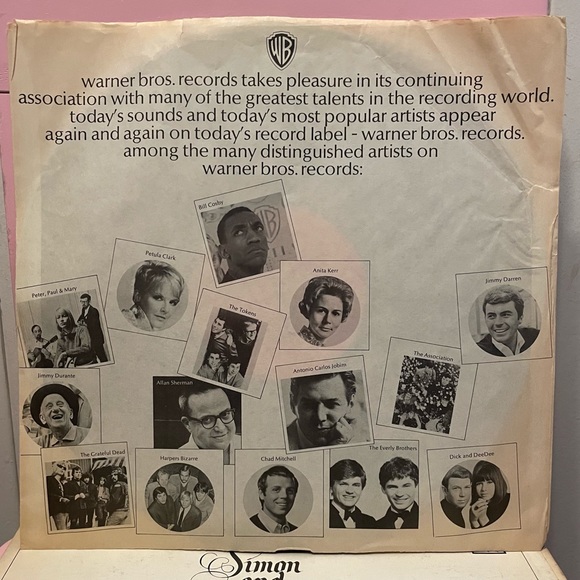 WB
warner bros. records takes pleasure in its continuing
association with many of the greatest talents in the recording world.
today's sounds and today's most popular artists appear
again and again on today's record label - warner bros. records.
among the many distinguished artists on
warner bros. records:
Bill Cosby
Petula Clark
Anita Kerr
Jimmy Darren
Peter, Paul & Mary
The Tokens
The Association
Antonio Carlos Jobim
Jimmy Durante
Allan Sherman
The Grateful Dead
Harpers Bizarre
Chad Mitchell
The Everly Brothers
Dick and DeeDee
Simon
and